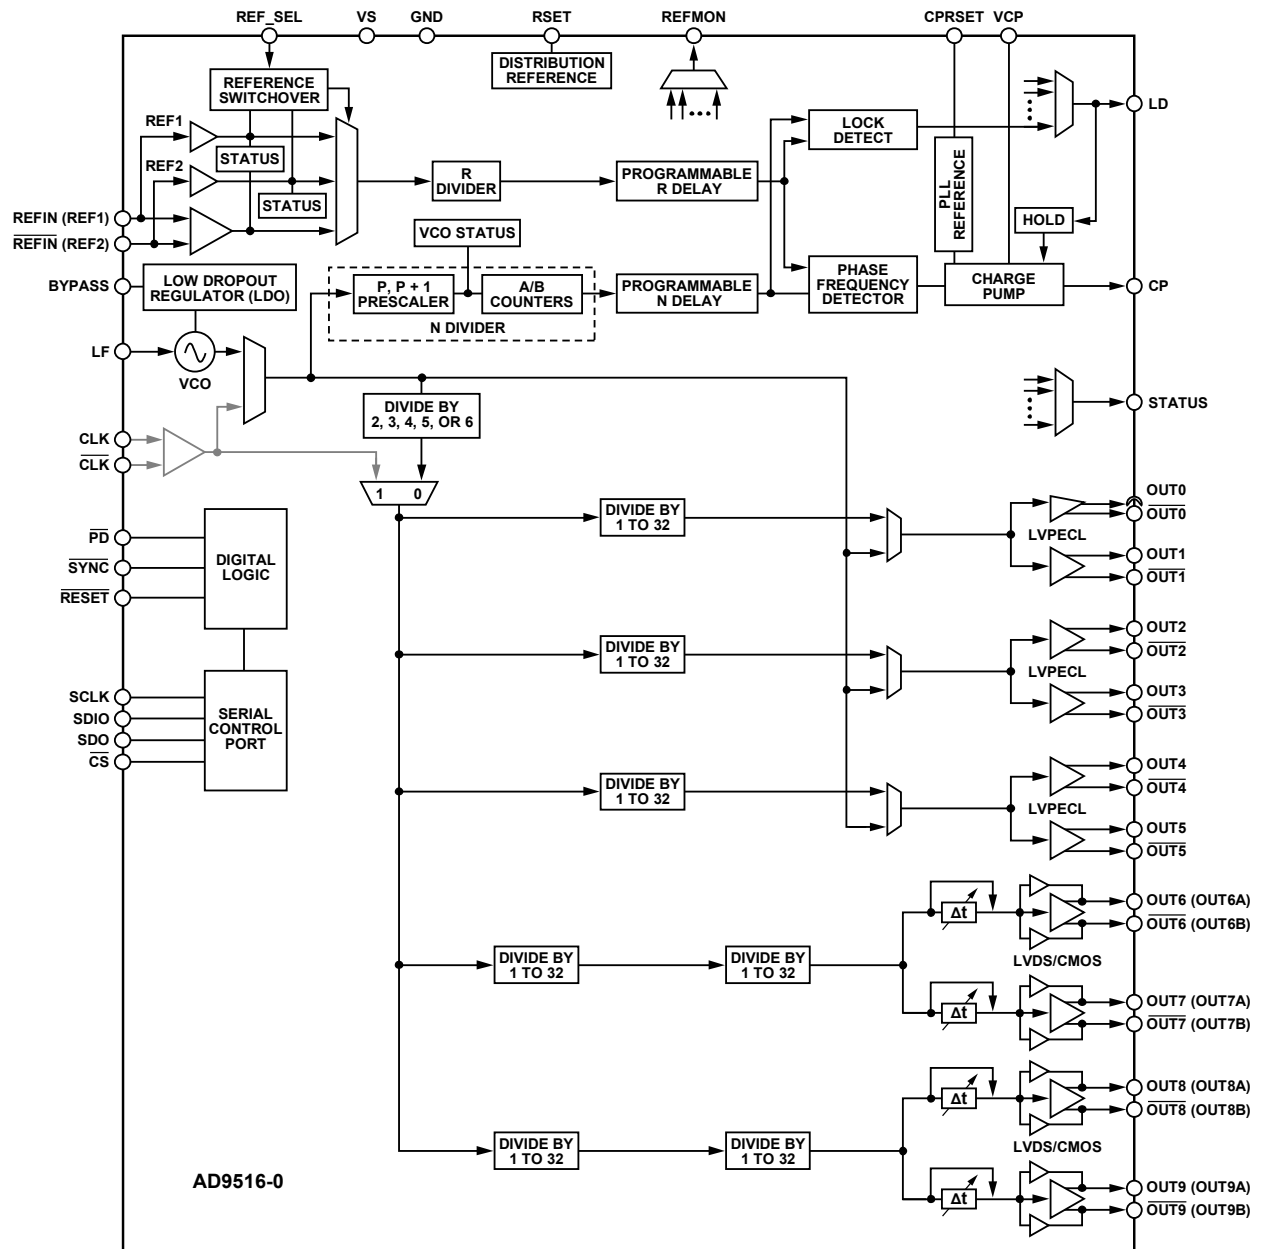 REF_SEL VS GND RSET REFMON CPRSET VCP
DISTRIBUTION
REFERENCE
REFERENCE
SWITCHOVER
REF1
STATUS
REF2
STATUS
R
DIVIDER
PROGRAMMABLE
R DELAY
LOCK
DETECT
PLL
REFERENCE
LD
HOLD
REFIN (REF1)
REFIN (REF2)
BYPASS
LOW DROPOUT
REGULATOR (LDO)
VCO STATUS
P, P + 1
PRESCALER
A/B
COUNTERS
N DIVIDER
PROGRAMMABLE
N DELAY
PHASE
FREQUENCY
DETECTOR
CHARGE
PUMP
CP
LF
VCO
STATUS
DIVIDE BY
2, 3, 4, 5, OR 6
CLK
CLK
1 0
PD
SYNC
RESET
DIGITAL
LOGIC
SCLK
SDIO
SDO
CS
SERIAL
CONTROL
PORT
DIVIDE BY
1 TO 32
LVPECL
OUT0
OUT0
OUT1
OUT1
DIVIDE BY
1 TO 32
LVPECL
OUT2
OUT2
OUT3
OUT3
DIVIDE BY
1 TO 32
LVPECL
OUT4
OUT4
OUT5
OUT5
DIVIDE BY
1 TO 32
DIVIDE BY
1 TO 32
Δt
OUT6 (OUT6A)
OUT6 (OUT6B)
LVDS/CMOS
Δt
OUT7 (OUT7A)
OUT7 (OUT7B)
DIVIDE BY
1 TO 32
DIVIDE BY
1 TO 32
Δt
OUT8 (OUT8A)
OUT8 (OUT8B)
LVDS/CMOS
Δt
OUT9 (OUT9A)
OUT9 (OUT9B)
AD9516-0